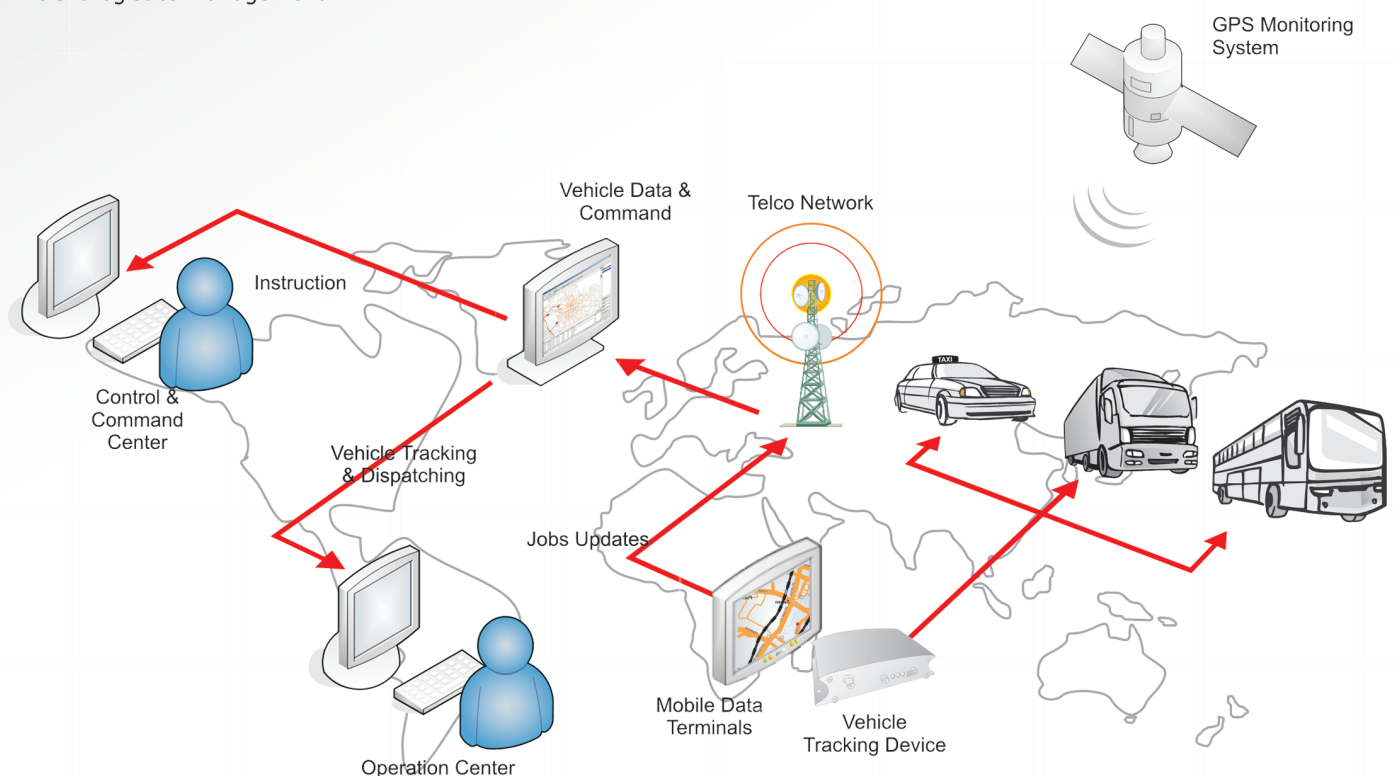 GPS Monitoring
System
Vehicle Data &
Command
Telco Network
Instruction
TAXI
Control &
Command
Center
Vehicle Tracking
& Dispatching
Jobs Updates
Mobile Data
Terminals
Vehicle
Tracking Device
Operation Center